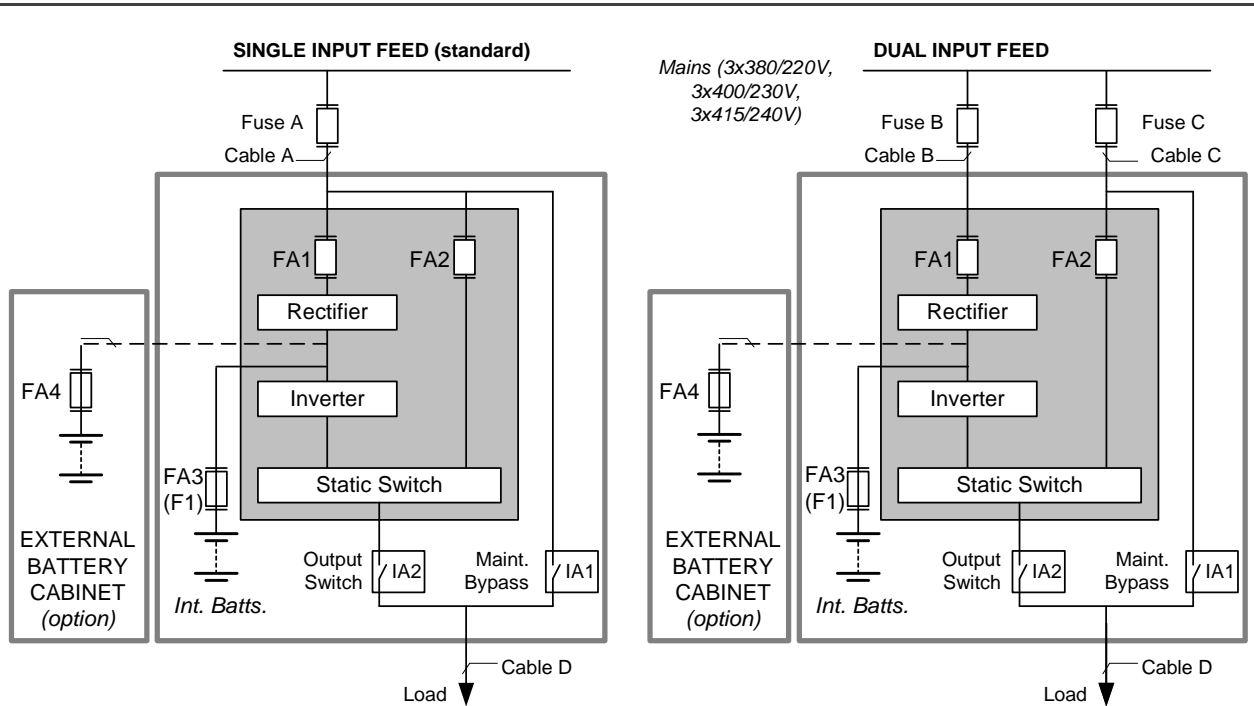 SINGLE INPUT FEED (standard)
Fuse A
Cable A
FA1
FA2
Rectifier
FA4
Inverter
FA3
(F1)
Static Switch
EXTERNAL
BATTERY
CABINET
(option)
Int. Batts.
Output
Switch
IA2
Maint.
Bypass
IA1
Cable D
Load
Mains (3x380/220V,
3x400/230V,
3x415/240V)
DUAL INPUT FEED
Fuse B
Fuse C
Cable B
Cable C
FA1
FA2
Rectifier
FA4
Inverter
FA3
(F1)
Static Switch
EXTERNAL
BATTERY
CABINET
(option)
Int. Batts.
Output
Switch
IA2
Maint.
Bypass
IA1
Cable D
Load